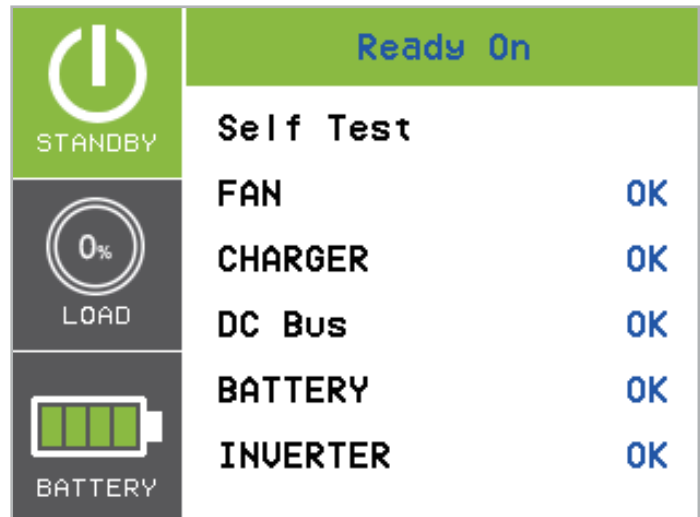 Ready On
STANDBY
Self Test
FAN OK
0%
CHARGER OK
LOAD
DC Bus OK
BATTERY OK
INVERTER OK
BATTERY